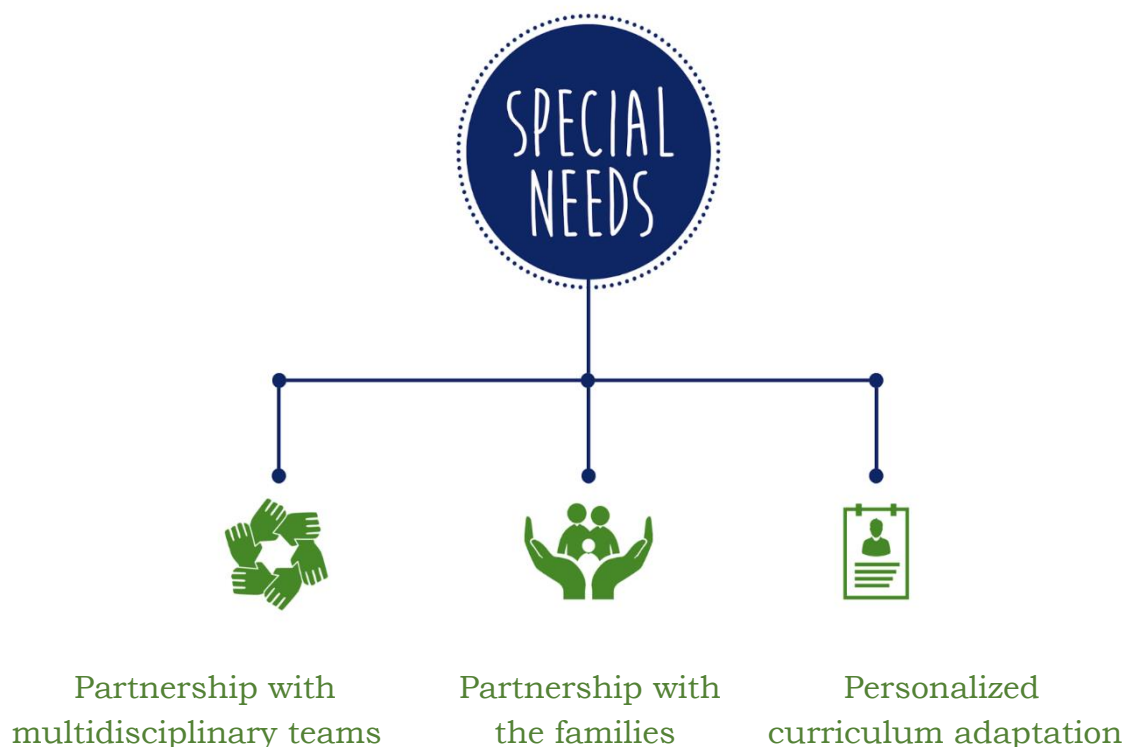 SPECIAL
NEEDS
Partnership with
multidisciplinary teams
Partnership with
the families
Personalized
curriculum adaptation